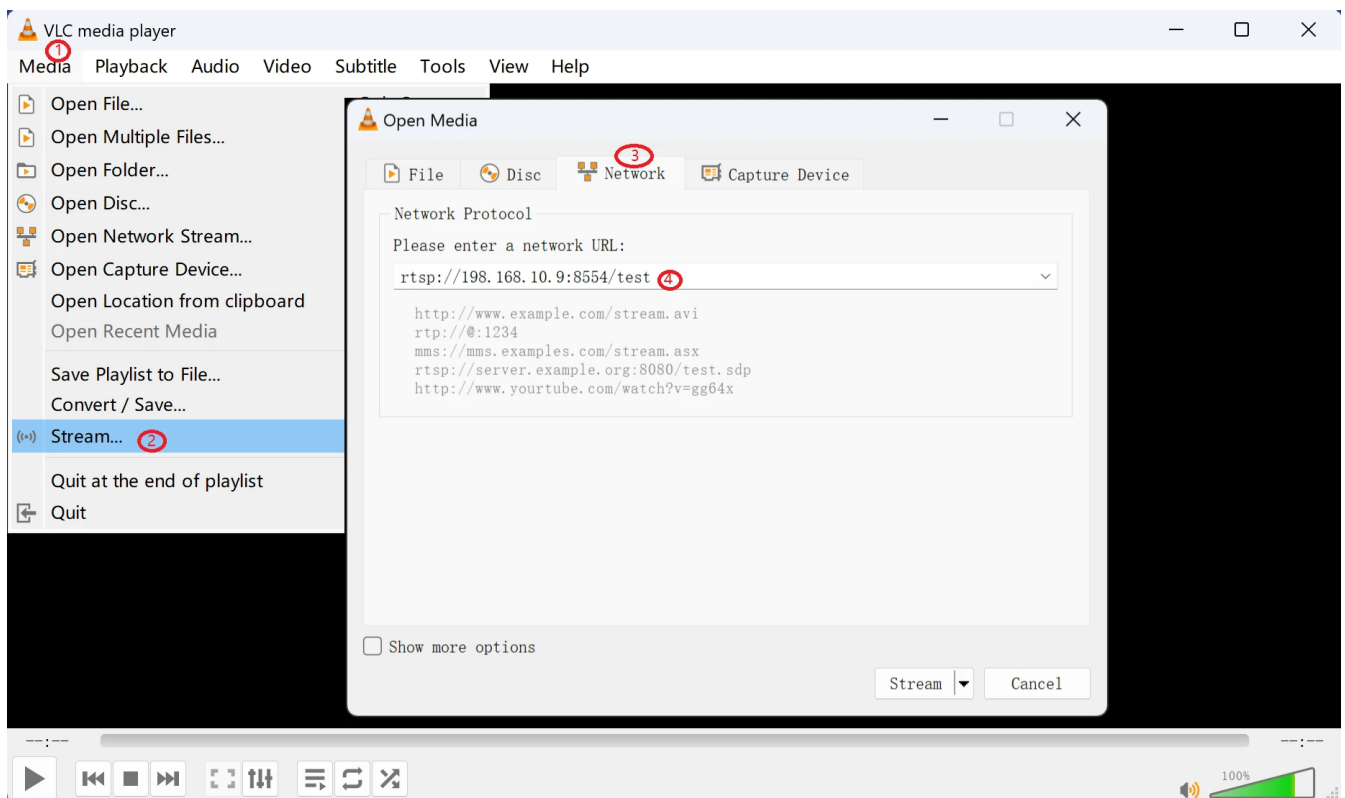 VLC media player
1
Media Playback Audio Video Subtitle Tools View Help
Open File...
Open Multiple Files...
Open Folder...
Open Disc...
Open Network Stream...
Open Capture Device...
Open Location from clipboard
Open Recent Media
Save Playlist to File...
Convert / Save...
Stream... 2
Quit at the end of playlist
Quit
Open Media
3
File Disc Network Capture Device
Network Protocol
Please enter a network URL:
rtsp://198.168.10.9:8554/test 4
http://www.example.com/stream.avi
rtp://@:1234
mms://mms.examples.com/stream.asx
rtsp://server.example.org:8080/test.sdp
http://www.yourtube.com/watch?v=gg64x
Show more options
Stream Cancel
--:-- --:--
100%